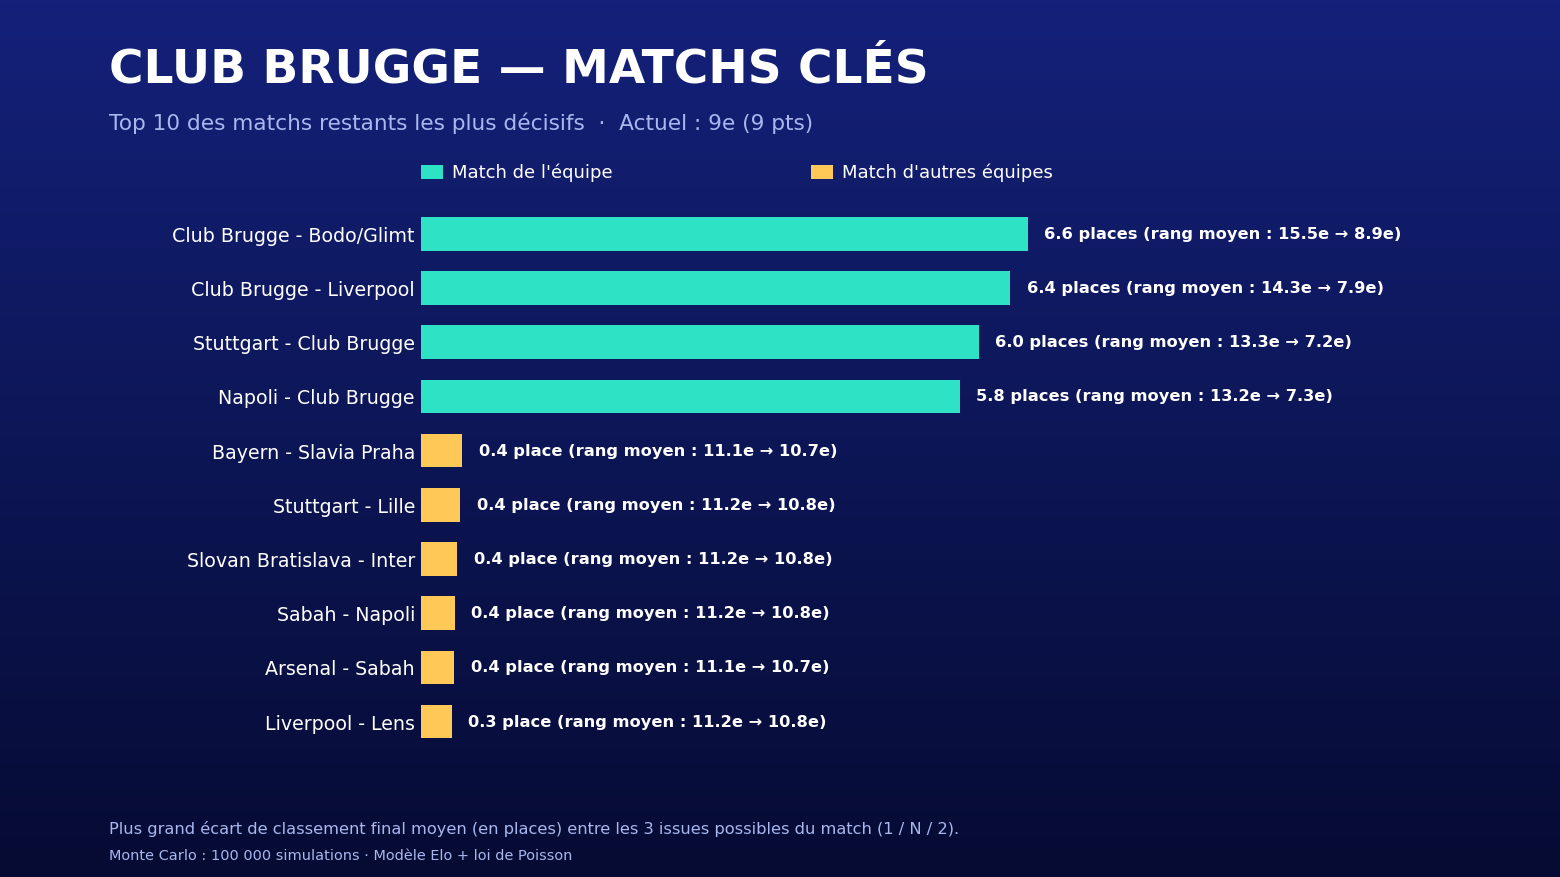 CLUB BRUGGE — MATCHS CLÉS
Top 10 des matchs restants les plus décisifs · Actuel : 9e (9 pts)
Match de l'équipe
Match d'autres équipes
Club Brugge - Bodo/Glimt 6.6 places (rang moyen : 15.5e → 8.9e)
Club Brugge - Liverpool 6.4 places (rang moyen : 14.3e → 7.9e)
Stuttgart - Club Brugge 6.0 places (rang moyen : 13.3e → 7.2e)
Napoli - Club Brugge 5.8 places (rang moyen : 13.2e → 7.3e)
Bayern - Slavia Praha 0.4 place (rang moyen : 11.1e → 10.7e)
Stuttgart - Lille 0.4 place (rang moyen : 11.2e → 10.8e)
Slovan Bratislava - Inter 0.4 place (rang moyen : 11.2e → 10.8e)
Sabah - Napoli 0.4 place (rang moyen : 11.2e → 10.8e)
Arsenal - Sabah 0.4 place (rang moyen : 11.1e → 10.7e)
Liverpool - Lens 0.3 place (rang moyen : 11.2e → 10.8e)
Plus grand écart de classement final moyen (en places) entre les 3 issues possibles du match (1 / N / 2).
Monte Carlo : 100 000 simulations · Modèle Elo + loi de Poisson